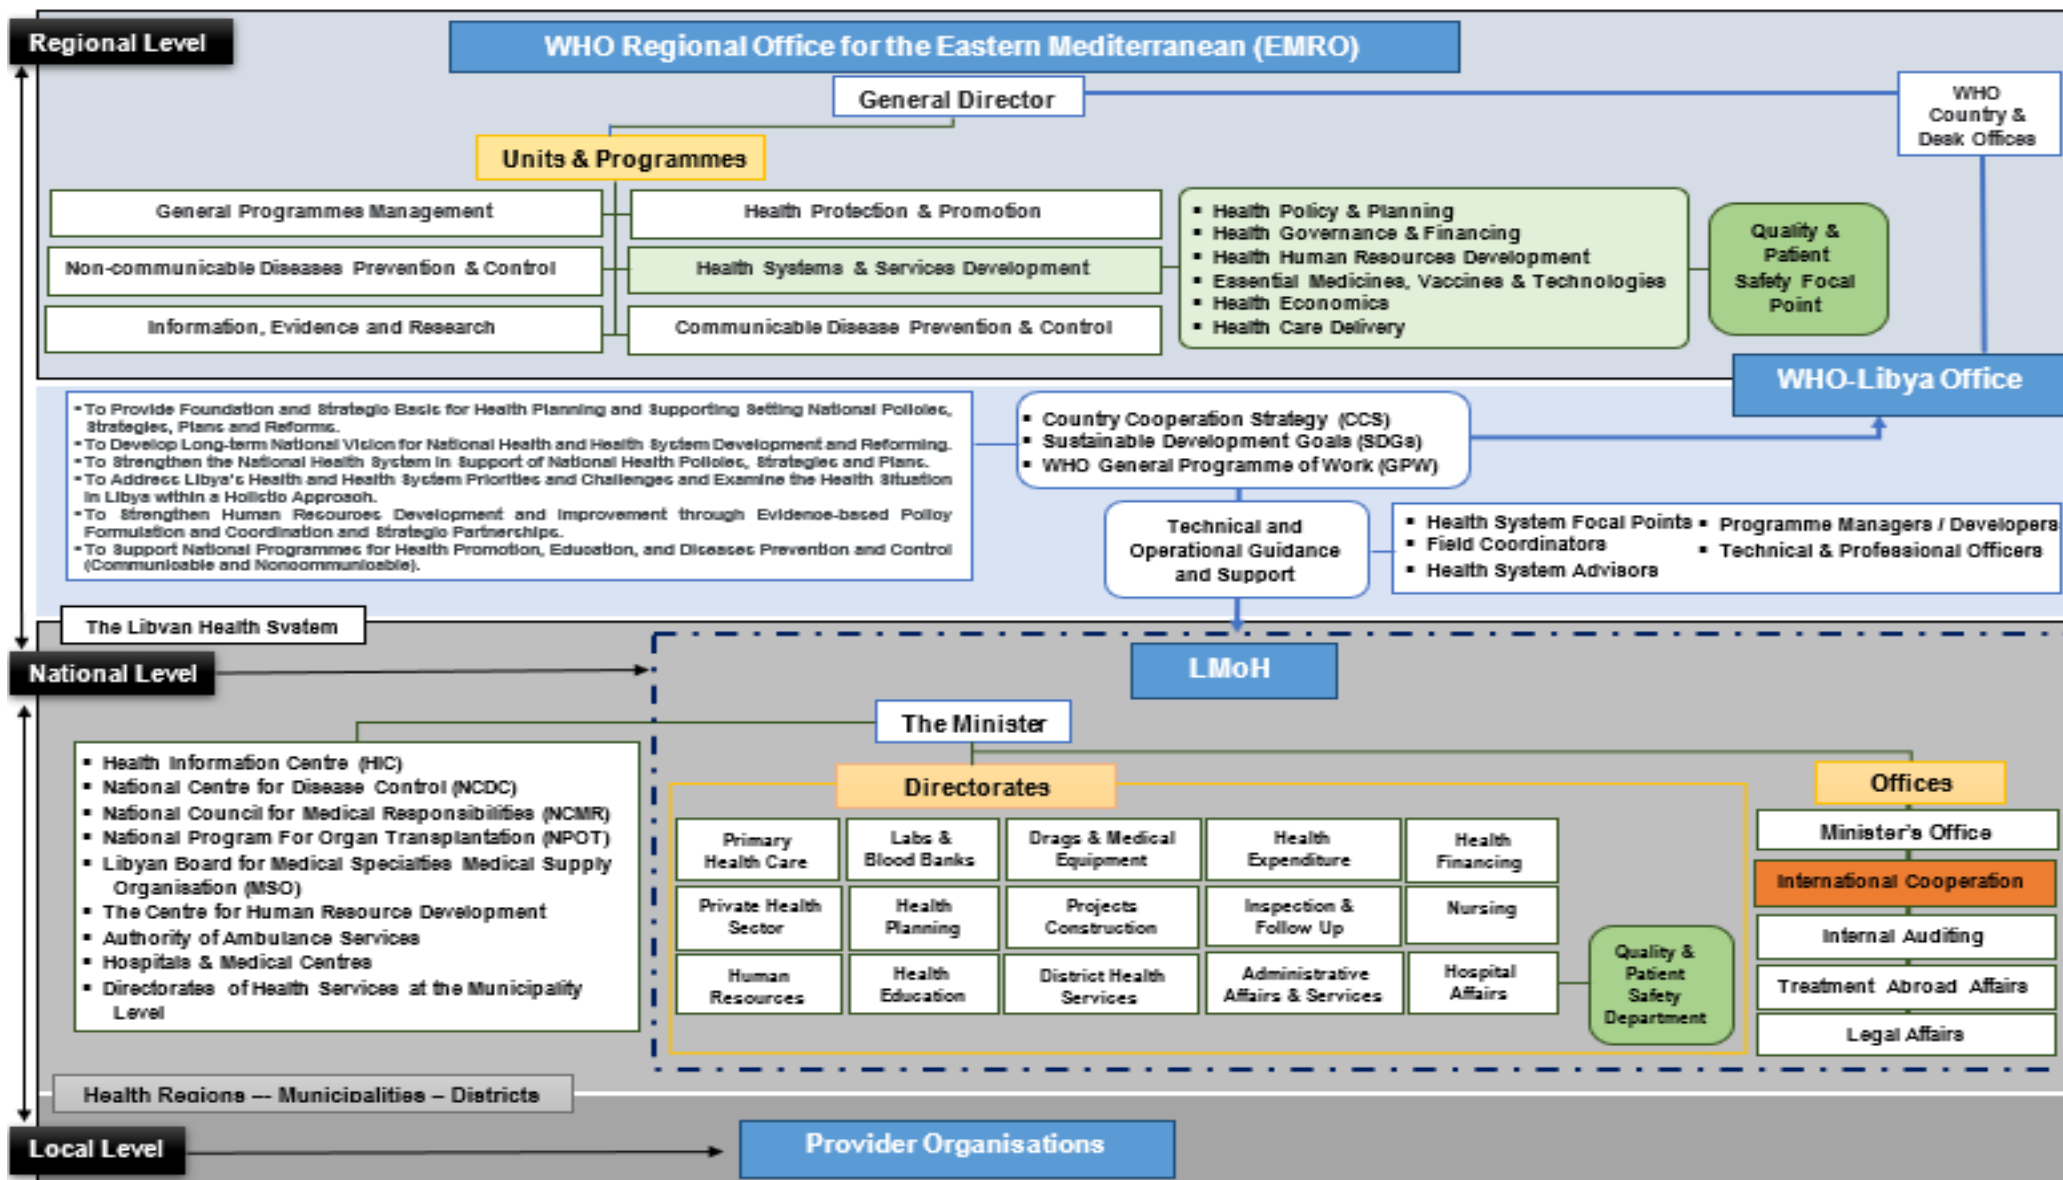 Regional Level
WHO Regional Office for the Eastern Mediterranean (EMRO)
General Director
WHO
Country &
Desk Offices
Units & Programmes
General Programmes Management
Health Protection & Promotion
Non-communicable Diseases Prevention & Control
Health Systems & Services Development
Information, Evidence and Research
Communicable Disease Prevention & Control
▪ Health Policy & Planning
▪ Health Governance & Financing
▪ Health Human Resources Development
▪ Essential Medicines, Vaccines & Technologies
▪ Health Economics
▪ Health Care Delivery
Quality &
Patient
Safety Focal
Point
WHO-Libya Office
▪ To Provide Foundation and Strategic Basis for Health Planning and Supporting Setting National Policies,
Strategies, Plans and Reforms.
▪ To Develop Long-term National Vision for National Health and Health System Development and Reforming.
▪ To Strengthen the National Health System in Support of National Health Policies, Strategies and Plans.
▪ To Address Libya's Health and Health System Priorities and Challenges and Examine the Health Situation
in Libya within a Holistic Approach.
▪ To Strengthen Human Resources Development and Improvement through Evidence-based Policy
Formulation and Coordination and Strategic Partnerships.
▪ To Support National Programmes for Health Promotion, Education, and Diseases Prevention and Control
(Communicable and Noncommunicable).
▪ Country Cooperation Strategy (CCS)
▪ Sustainable Development Goals (SDGs)
▪ WHO General Programme of Work (GPW)
Technical and
Operational Guidance
and Support
▪ Health System Focal Points
▪ Field Coordinators
▪ Health System Advisors
▪ Programme Managers / Developers
▪ Technical & Professional Officers
The Libyan Health System
National Level
LMoH
The Minister
▪ Health Information Centre (HIC)
▪ National Centre for Disease Control (NCDC)
▪ National Council for Medical Responsibilities (NCMR)
▪ National Program For Organ Transplantation (NPOT)
▪ Libyan Board for Medical Specialties Medical Supply
Organisation (MSO)
▪ The Centre for Human Resource Development
▪ Authority of Ambulance Services
▪ Hospitals & Medical Centres
▪ Directorates of Health Services at the Municipality
Level
Directorates
Primary
Health Care
Labs &
Blood Banks
Drags & Medical
Equipment
Health
Expenditure
Health
Financing
Private Health
Sector
Health
Planning
Projects
Construction
Inspection &
Follow Up
Nursing
Human
Resources
Health
Education
District Health
Services
Administrative
Affairs & Services
Hospital
Affairs
Quality &
Patient
Safety
Department
Offices
Minister's Office
International Cooperation
Internal Auditing
Treatment Abroad Affairs
Legal Affairs
Health Regions –- Municipalities – Districts
Local Level
Provider Organisations